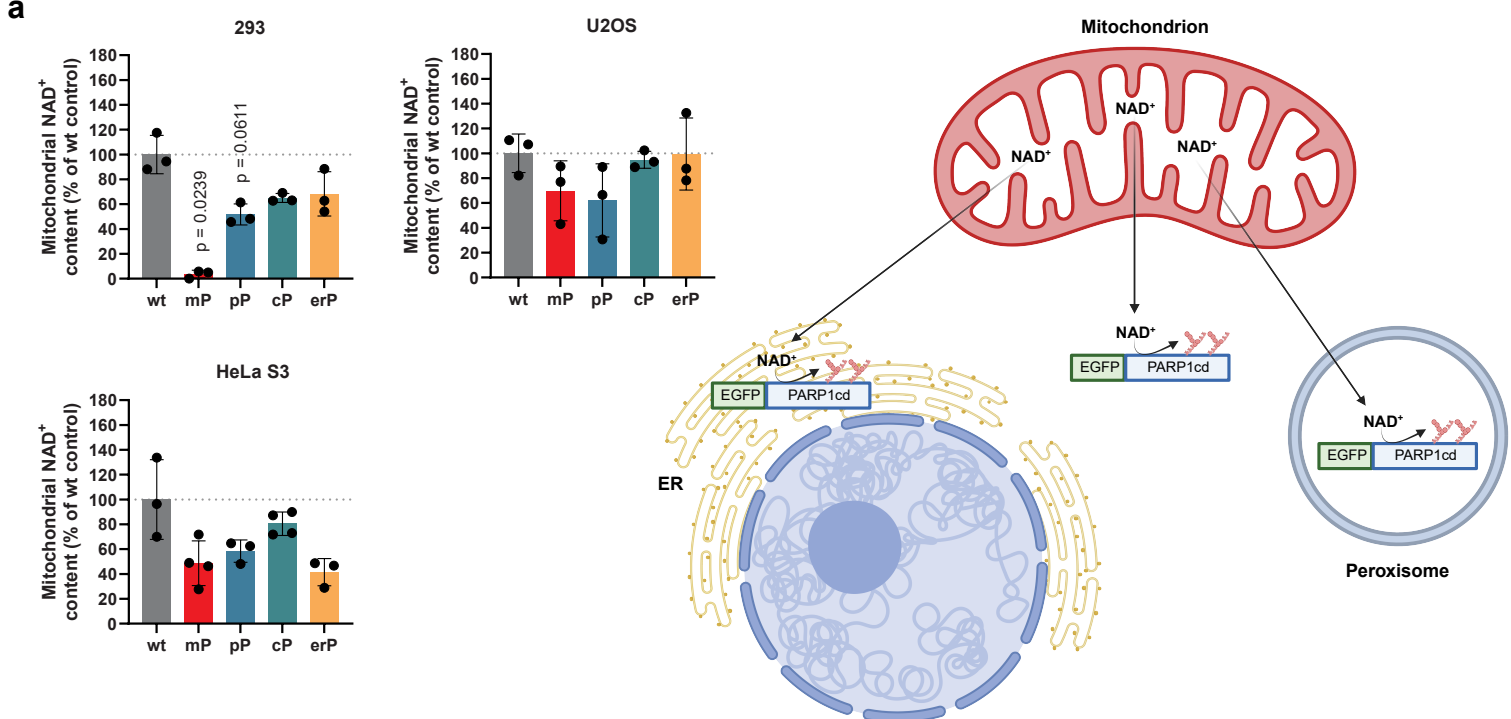 a
293
Mitochondrial NAD⁺
content (% of wt control)
180
160
140
120
100
80
60
40
20
0
p = 0.0239
p = 0.0611
wt mP pP cP erP
U2OS
Mitochondrial NAD⁺
content (% of wt control)
180
160
140
120
100
80
60
40
20
0
wt mP pP cP erP
HeLa S3
Mitochondrial NAD⁺
content (% of wt control)
180
160
140
120
100
80
60
40
20
0
wt mP pP cP erP
Mitochondrion
NAD⁺
NAD⁺
NAD⁺
NAD⁺
EGFP PARP1cd
ER
NAD⁺
EGFP PARP1cd
NAD⁺
EGFP PARP1cd
Peroxisome